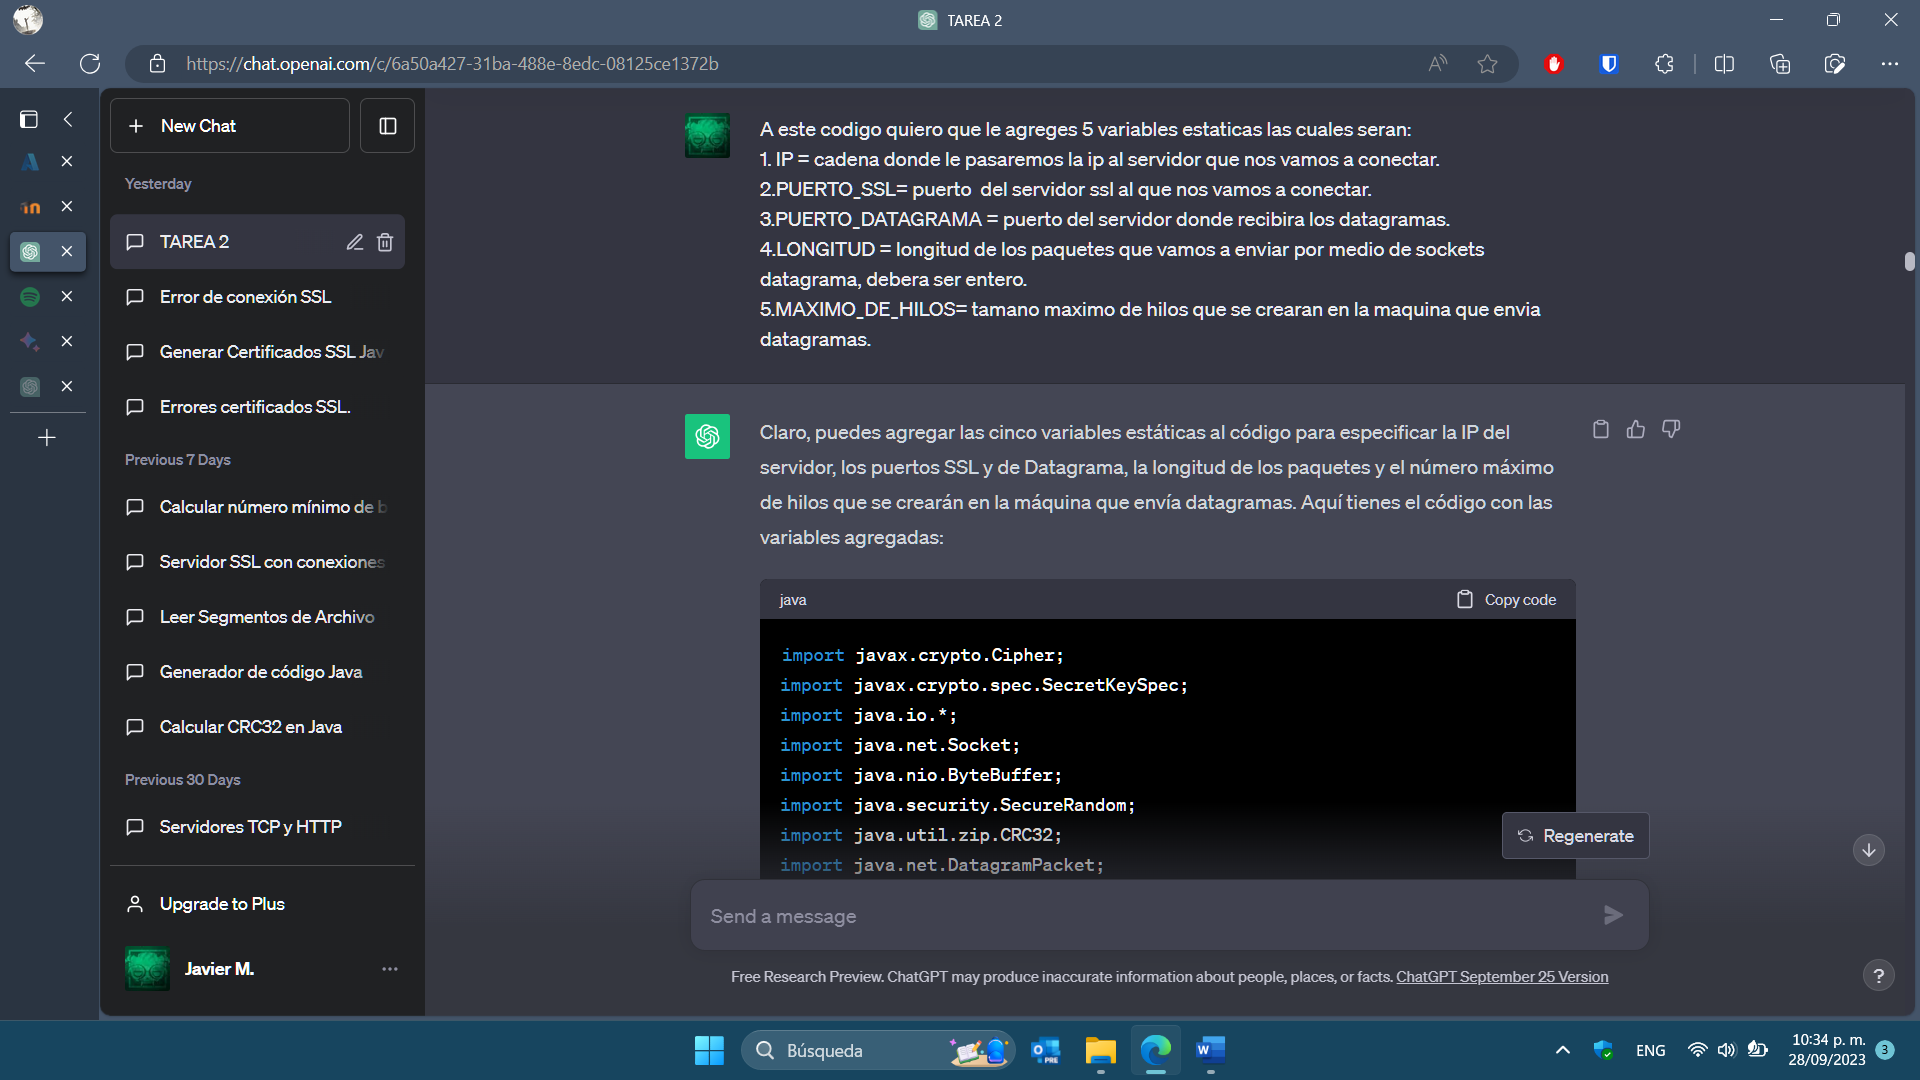 TAREA 2
https://chat.openai.com/c/6a50a427-31ba-488e-8edc-08125ce1372b
New Chat
Yesterday
TAREA 2
Error de conexión SSL
Generar Certificados SSL Jav
Errores certificados SSL.
Previous 7 Days
Calcular número mínimo de b
Servidor SSL con conexiones
Leer Segmentos de Archivo
Generador de código Java
Calcular CRC32 en Java
Previous 30 Days
Servidores TCP y HTTP
Upgrade to Plus
Javier M.
A este codigo quiero que le agreges 5 variables estaticas las cuales seran:
1. IP = cadena donde le pasaremos la ip al servidor que nos vamos a conectar.
2.PUERTO_SSL= puerto  del servidor ssl al que nos vamos a conectar.
3.PUERTO_DATAGRAMA = puerto del servidor donde recibira los datagramas.
4.LONGITUD = longitud de los paquetes que vamos a enviar por medio de sockets
datagrama, debera ser entero.
5.MAXIMO_DE_HILOS= tamano maximo de hilos que se crearan en la maquina que envia
datagramas.
Claro, puedes agregar las cinco variables estáticas al código para especificar la IP del
servidor, los puertos SSL y de Datagrama, la longitud de los paquetes y el número máximo
de hilos que se crearán en la máquina que envía datagramas. Aquí tienes el código con las
variables agregadas:
java
Copy code
import javax.crypto.Cipher;
import javax.crypto.spec.SecretKeySpec;
import java.io.*;
import java.net.Socket;
import java.nio.ByteBuffer;
import java.security.SecureRandom;
import java.util.zip.CRC32;
import java.net.DatagramPacket;
Regenerate
Send a message
Free Research Preview. ChatGPT may produce inaccurate information about people, places, or facts. ChatGPT September 25 Version
?
Búsqueda
ENG
10:34 p. m.
28/09/2023
3